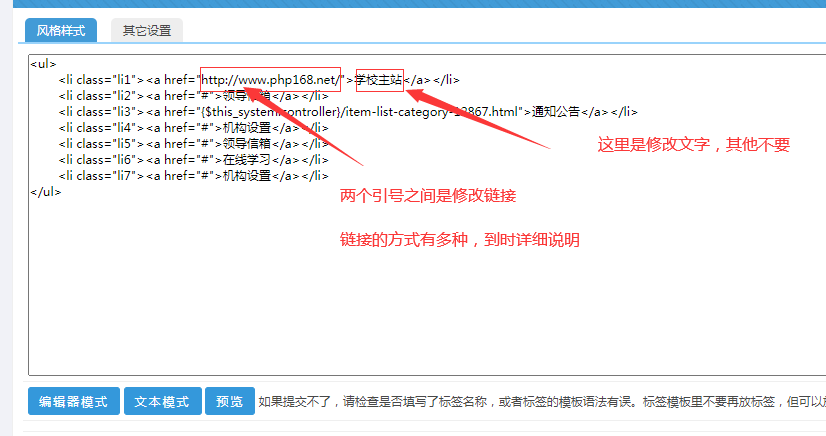 风格样式 其它设置
<ul>
<li class="li1"><a href="http://www.php168.net/">学校主站</a></li>
<li class="li2"><a href="#">领导信箱</a></li>
<li class="li3"><a href="{$this_system controller}/item-list-category-12867.html">通知公告</a></li>
<li class="li4"><a href="#">机构设置</a></li>
<li class="li5"><a href="#">领导信箱</a></li>
<li class="li6"><a href="#">在线学习</a></li>
<li class="li7"><a href="#">机构设置</a></li>
</ul>
这里是修改文字，其他不要
两个引号之间是修改链接
链接的方式有多种，到时详细说明
编辑器模式 文本模式 预览 如果提交不了，请检查是否填写了标签名称，或者标签的模板语法有误。标签模板里不要再放标签，但可以